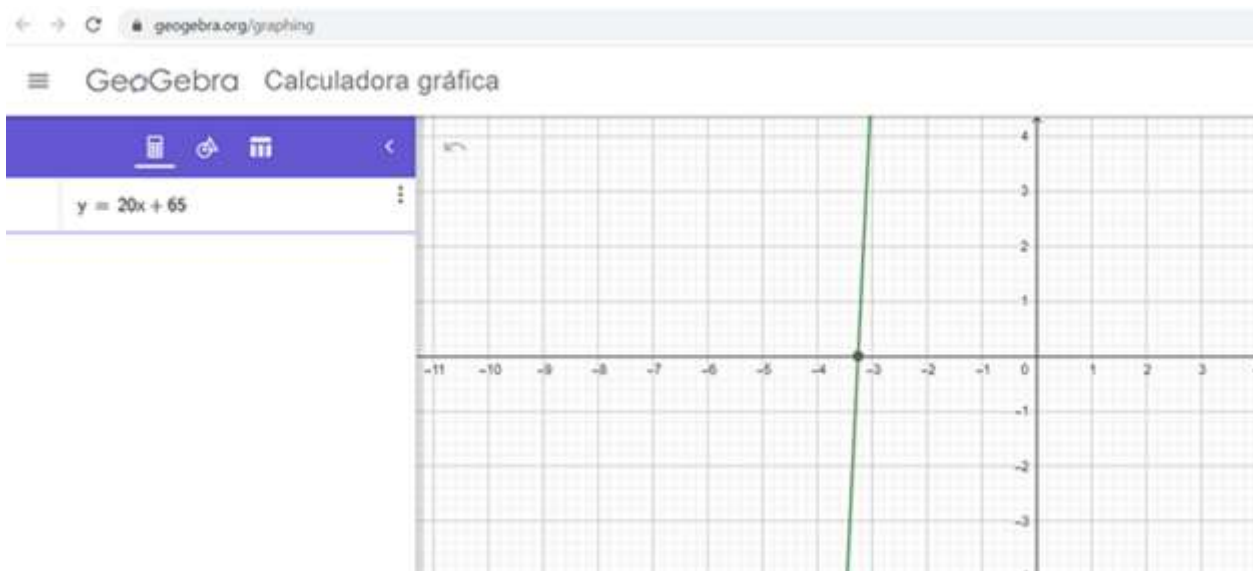 geogebra.org/graphing
GeoGebra Calculadora gráfica
y = 20x + 65
4
3
2
1
-11 -10 -9 -8 -7 -6 -5 -4 -3 -2 -1 0 1 2 3
-1
-2
-3